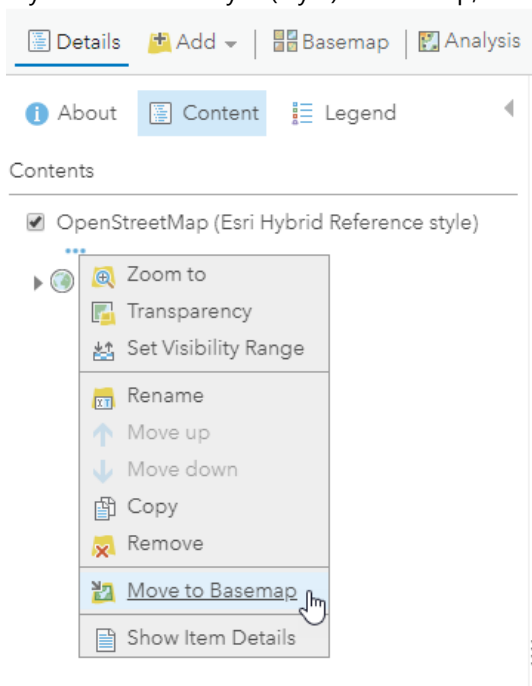 Details Add Basemap Analysis
About Content Legend
Contents
OpenStreetMap (Esri Hybrid Reference style)
Zoom to
Transparency
Set Visibility Range
Rename
Move up
Move down
Copy
Remove
Move to Basemap
Show Item Details